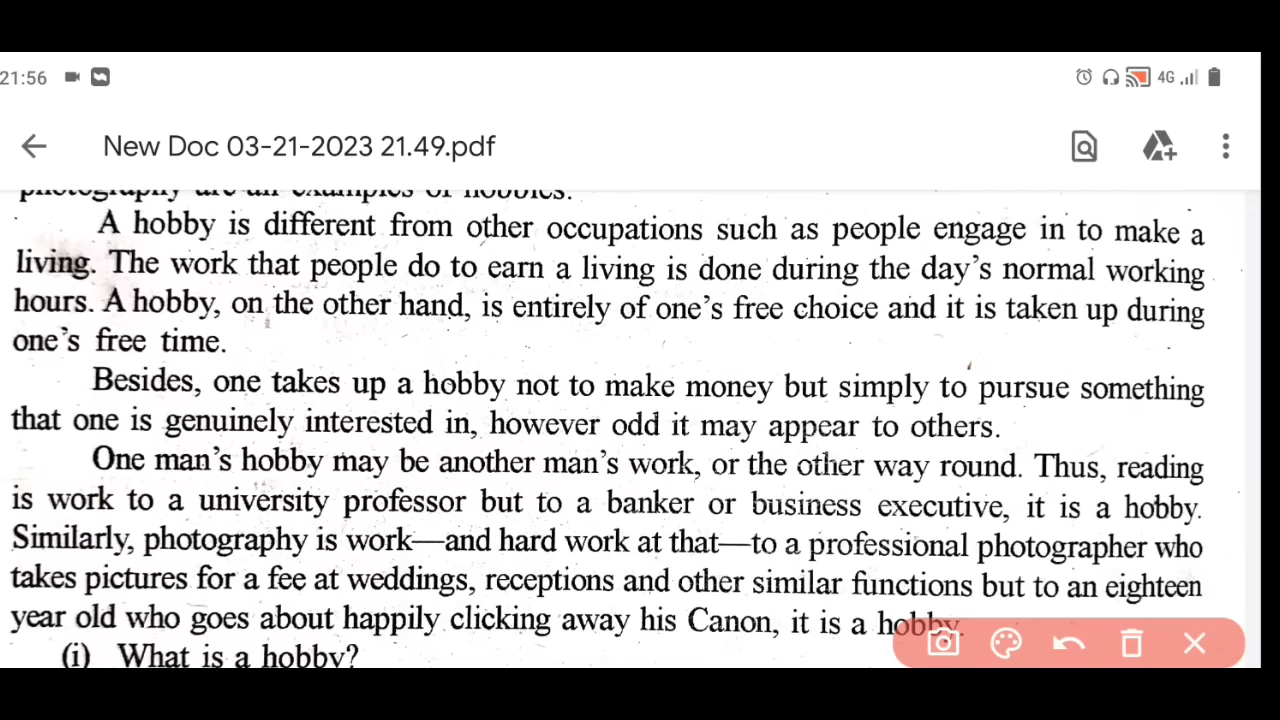 21:56 4G
New Doc 03-21-2023 21.49.pdf
photography are all examples of hobbies.
A hobby is different from other occupations such as people engage in to make a
living. The work that people do to earn a living is done during the day's normal working
hours. A hobby, on the other hand, is entirely of one's free choice and it is taken up during
one's free time.
Besides, one takes up a hobby not to make money but simply to pursue something
that one is genuinely interested in, however odd it may appear to others.
One man's hobby may be another man's work, or the other way round. Thus, reading
is work to a university professor but to a banker or business executive, it is a hobby.
Similarly, photography is work—and hard work at that—to a professional photographer who
takes pictures for a fee at weddings, receptions and other similar functions but to an eighteen
year old who goes about happily clicking away his Canon, it is a hobby.
(i) What is a hobby?